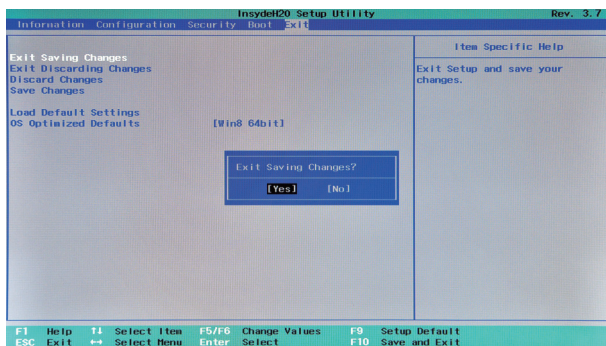 InsydeH20 Setup Utility Rev. 3.7
Information Configuration Security Boot Exit
Exit Saving Changes
Exit Discarding Changes
Discard Changes
Save Changes
Load Default Settings
OS Optimized Defaults [Win8 64bit]
Item Specific Help
Exit Setup and save your
changes.
Exit Saving Changes?
[Yes] [No]
F1 Help ↑↓ Select Item F5/F6 Change Values F9 Setup Default
ESC Exit ↔ Select Menu Enter Select F10 Save and Exit